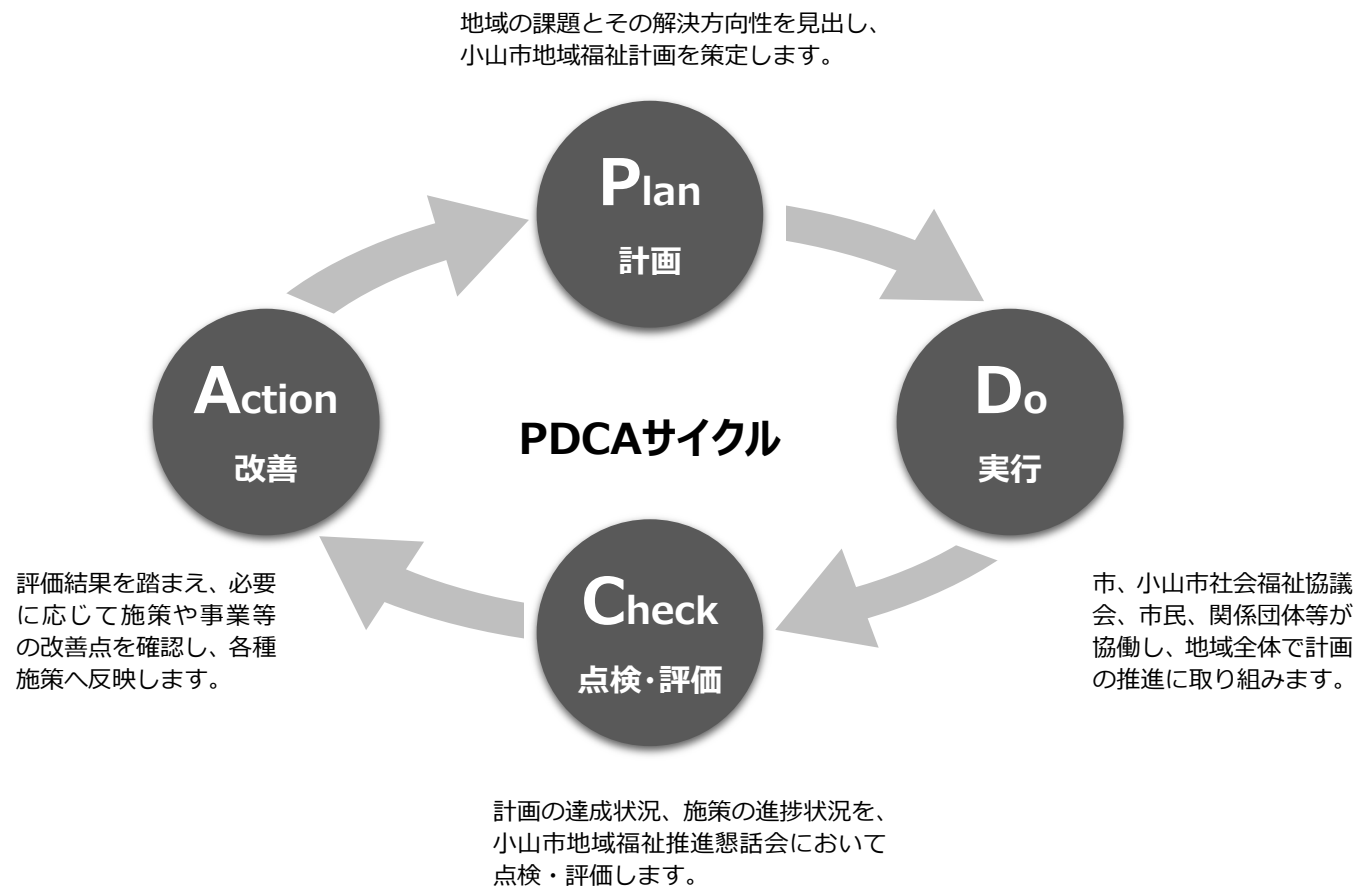 地域の課題とその解決方向性を見出し、
小山市地域福祉計画を策定します。
Plan
計画
Action
改善
PDCAサイクル
Do
実行
Check
点検・評価
評価結果を踏まえ、必要
に応じて施策や事業等
の改善点を確認し、各種
施策へ反映します。
市、小山市社会福祉協議
会、市民、関係団体等が
協働し、地域全体で計画
の推進に取り組みます。
計画の達成状況、施策の進捗状況を、
小山市地域福祉推進懇話会において
点検・評価します。